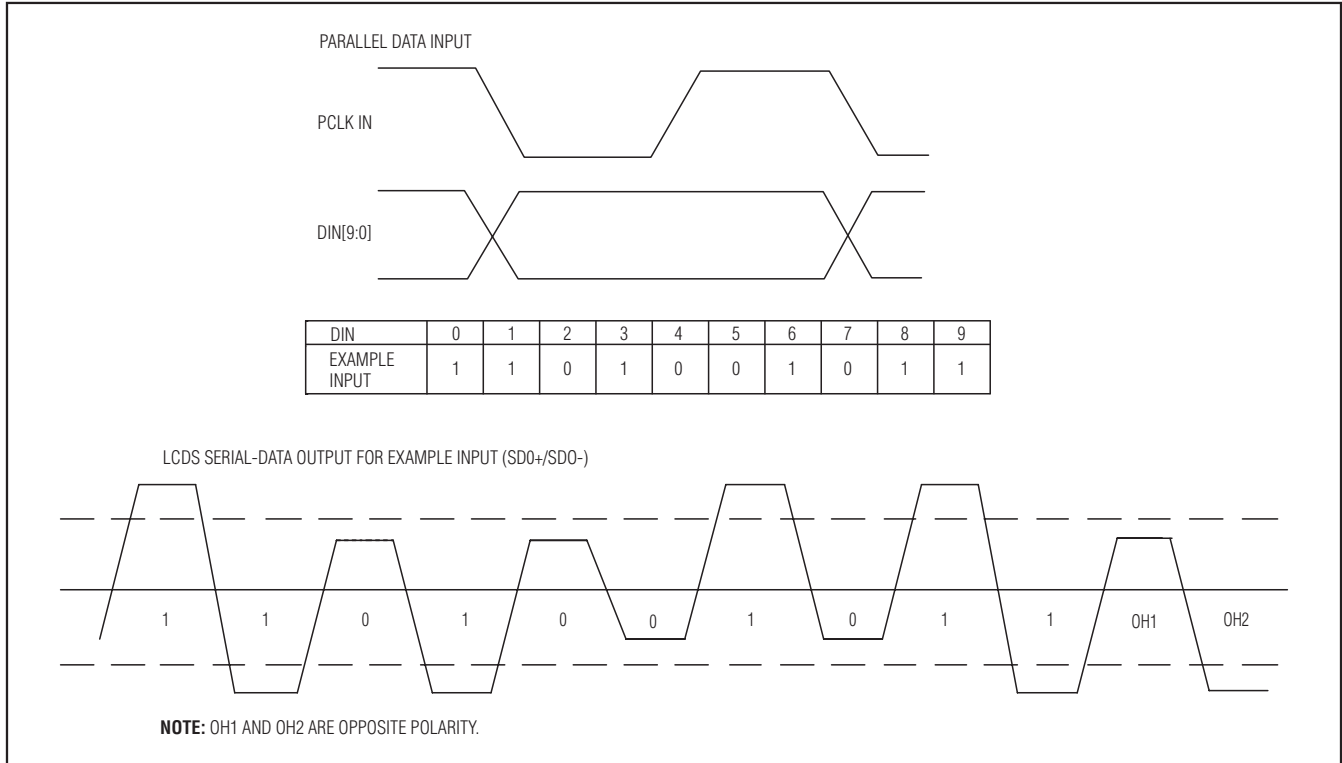 PARALLEL DATA INPUT
PCLK IN
DIN[9:0]
DIN 0 1 2 3 4 5 6 7 8 9
EXAMPLE INPUT 1 1 0 1 0 0 1 0 1 1
LCDS SERIAL-DATA OUTPUT FOR EXAMPLE INPUT (SD0+/SDO-)
1 1 0 1 0 0 1 0 1 1 OH1 OH2
NOTE: OH1 AND OH2 ARE OPPOSITE POLARITY.